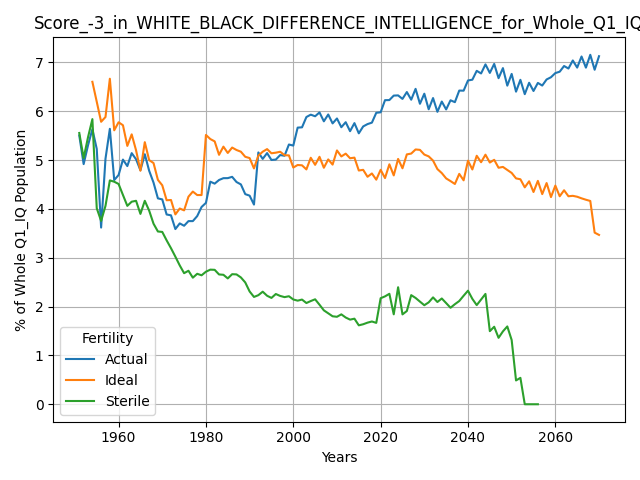 Score_-3_in_WHITE_BLACK_DIFFERENCE_INTELLIGENCE_for_Whole_Q1_IQ
% of Whole Q1_IQ Population
7
6
5
4
3
2
1
0
Fertility
Actual
Ideal
Sterile
1960
1980
2000
2020
2040
2060
Years